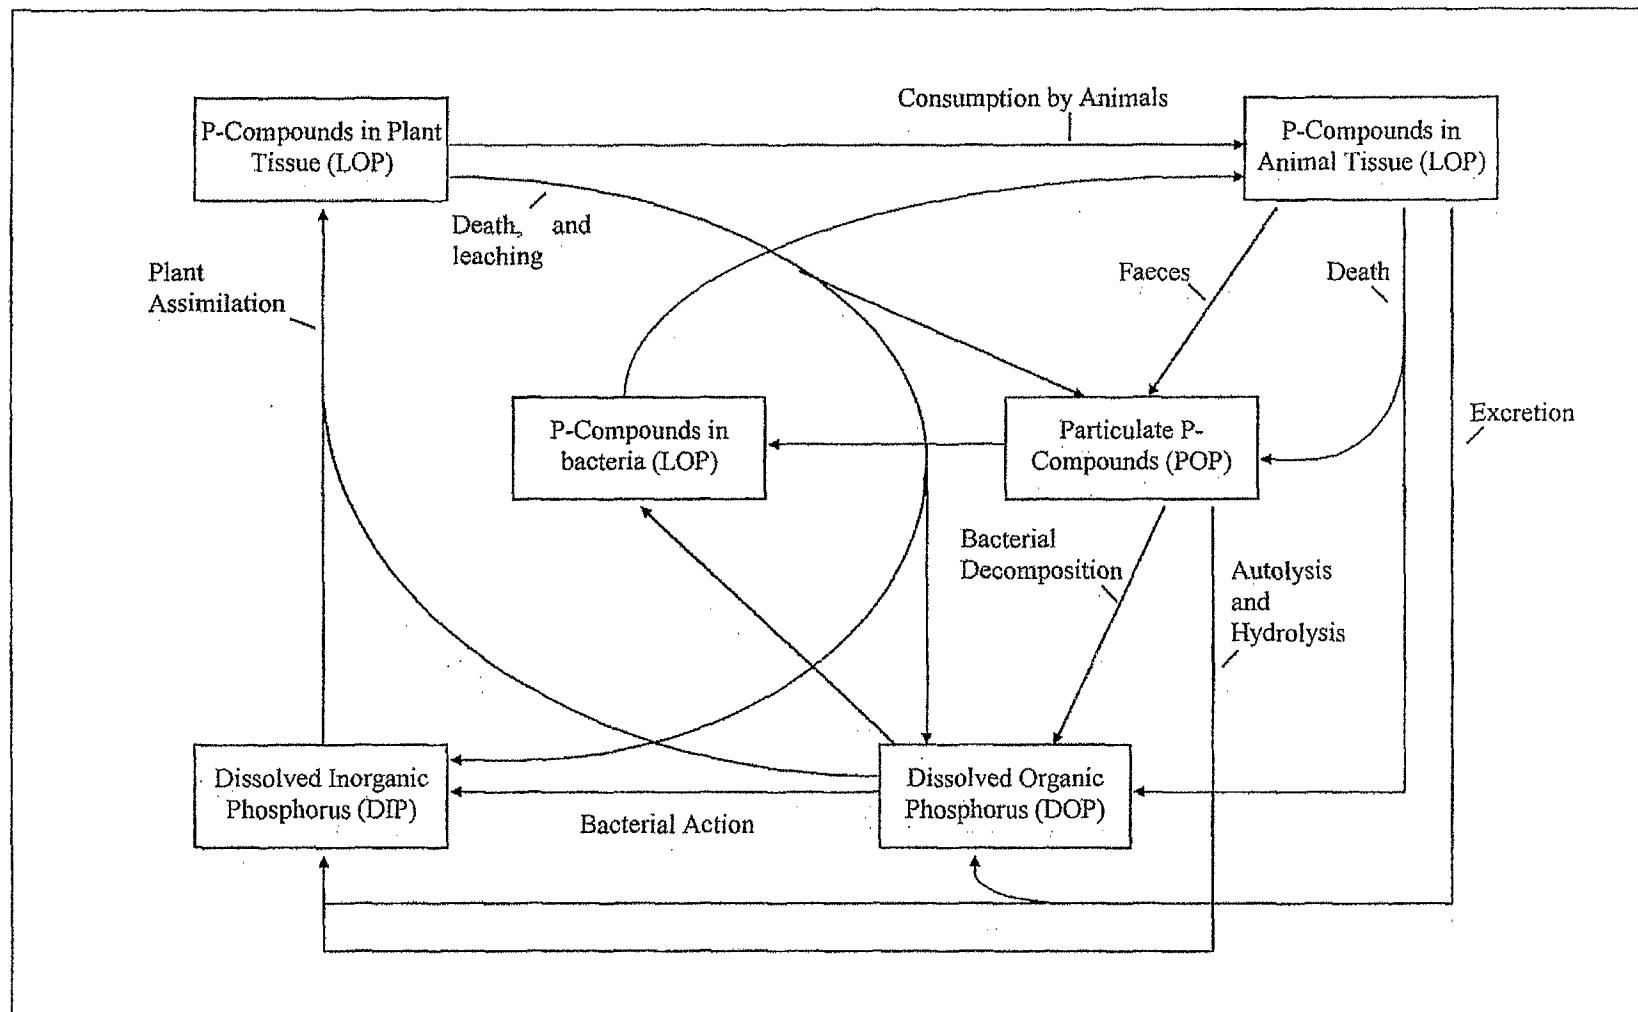 Consumption by Animals
P-Compounds in Plant
Tissue (LOP)
P-Compounds in
Animal Tissue (LOP)
Death, and
leaching
Plant
Assimilation
Faeces
Death
Excretion
P-Compounds in
bacteria (LOP)
Particulate P-
Compounds (POP)
Bacterial
Decomposition
Autolysis
and
Hydrolysis
Dissolved Inorganic
Phosphorus (DIP)
Bacterial Action
Dissolved Organic
Phosphorus (DOP)